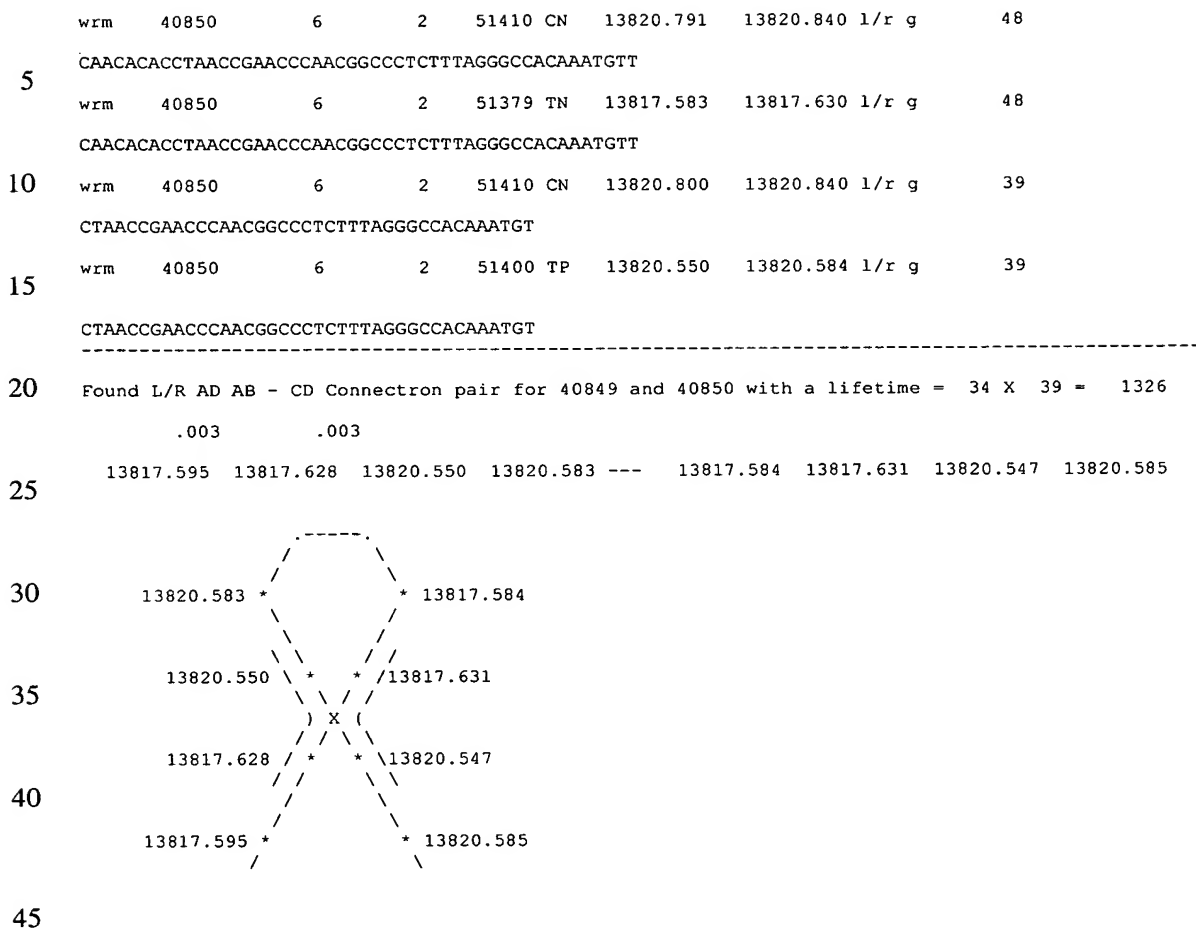 wrm 40850 6 2 51410 CN 13820.791 13820.840 l/r g 48
CAACACACCTAACCGAACCCAACGGCCCTCTTTAGGGCCACAAATGTT
5
wrm 40850 6 2 51379 TN 13817.583 13817.630 l/r g 48
CAACACACCTAACCGAACCCAACGGCCCTCTTTAGGGCCACAAATGTT
10 wrm 40850 6 2 51410 CN 13820.800 13820.840 l/r g 39
CTAACCGAACCCAACGGCCCTCTTTAGGGCCACAAATGT
wrm 40850 6 2 51400 TP 13820.550 13820.584 l/r g 39
15
CTAACCGAACCCAACGGCCCTCTTTAGGGCCACAAATGT
20 Found L/R AD AB - CD Connectron pair for 40849 and 40850 with a lifetime = 34 X 39 = 1326
.003 .003
13817.595 13817.628 13820.550 13820.583 --- 13817.584 13817.631 13820.547 13820.585
25
30 13820.583 * * 13817.584
13820.550 \ * * /13817.631
35
) X (
13817.628 / * * \13820.547
40
13817.595 * * 13820.585
45